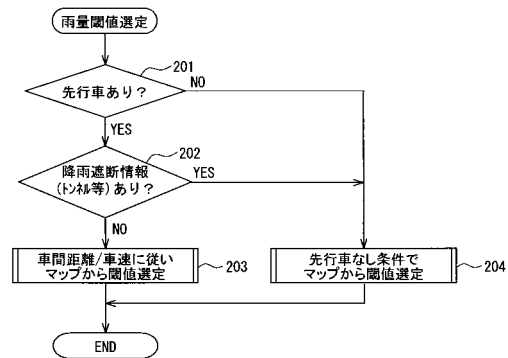 雨量閾値選定
201
先行車あり？
NO
YES
202
降雨遮断情報
(トンネル等)あり？
YES
NO
車間距離/車速に従い
マップから閾値選定
203
先行車なし条件で
マップから閾値選定
204
END